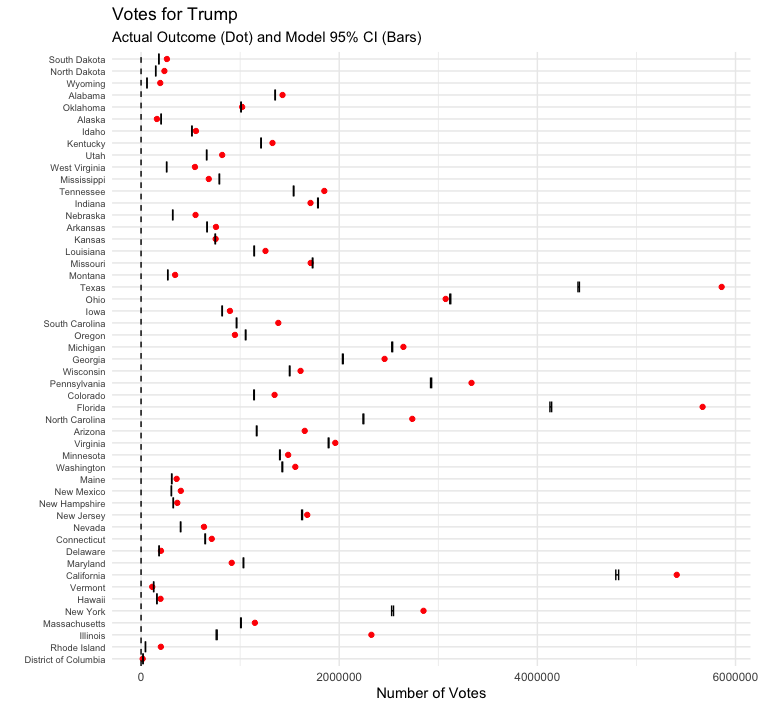 Votes for Trump
Actual Outcome (Dot) and Model 95% CI (Bars)
South Dakota
North Dakota
Wyoming
Alabama
Oklahoma
Alaska
Idaho
Kentucky
Utah
West Virginia
Mississippi
Tennessee
Indiana
Nebraska
Arkansas
Kansas
Louisiana
Missouri
Montana
Texas
Ohio
Iowa
South Carolina
Oregon
Michigan
Georgia
Wisconsin
Pennsylvania
Colorado
Florida
North Carolina
Arizona
Virginia
Minnesota
Washington
Maine
New Mexico
New Hampshire
New Jersey
Nevada
Connecticut
Delaware
Maryland
California
Vermont
Hawaii
New York
Massachusetts
Illinois
Rhode Island
District of Columbia
0 2000000 4000000 6000000
Number of Votes